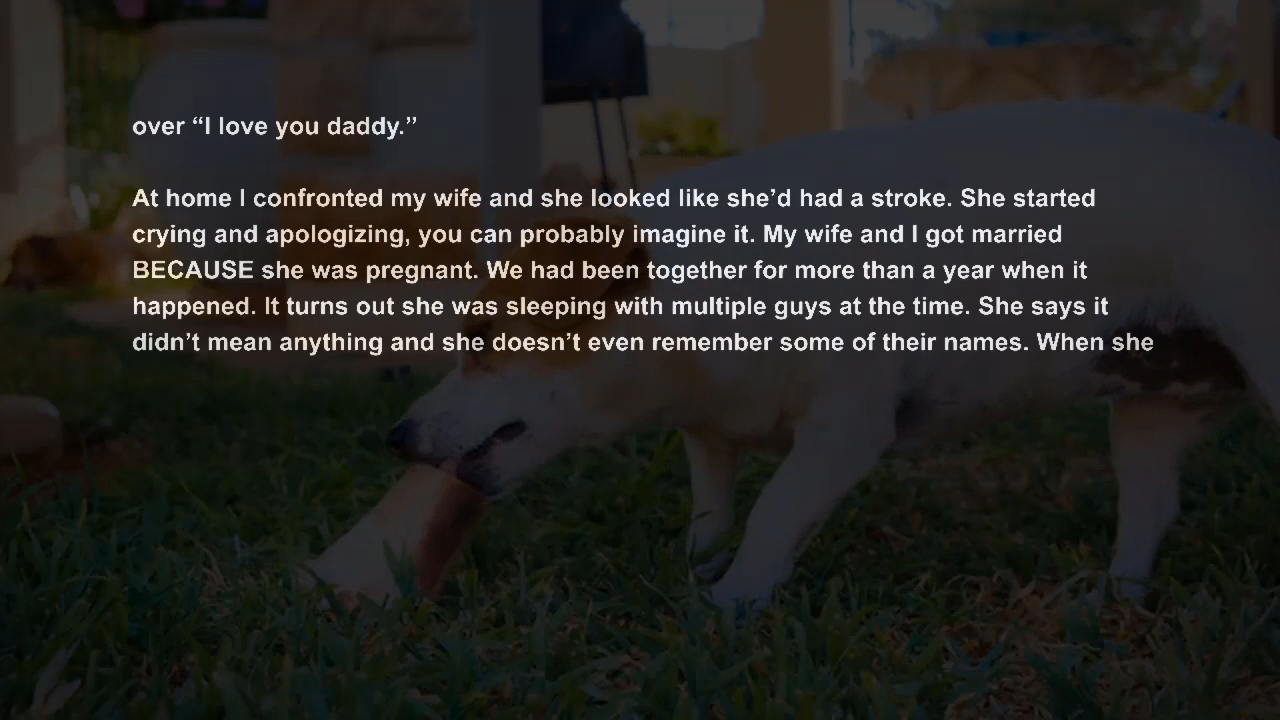 over “I love you daddy.”
At home I confronted my wife and she looked like she’d had a stroke. She started
crying and apologizing, you can probably imagine it. My wife and I got married
BECAUSE she was pregnant. We had been together for more than a year when it
happened. It turns out she was sleeping with multiple guys at the time. She says it
didn’t mean anything and she doesn’t even remember some of their names. When she